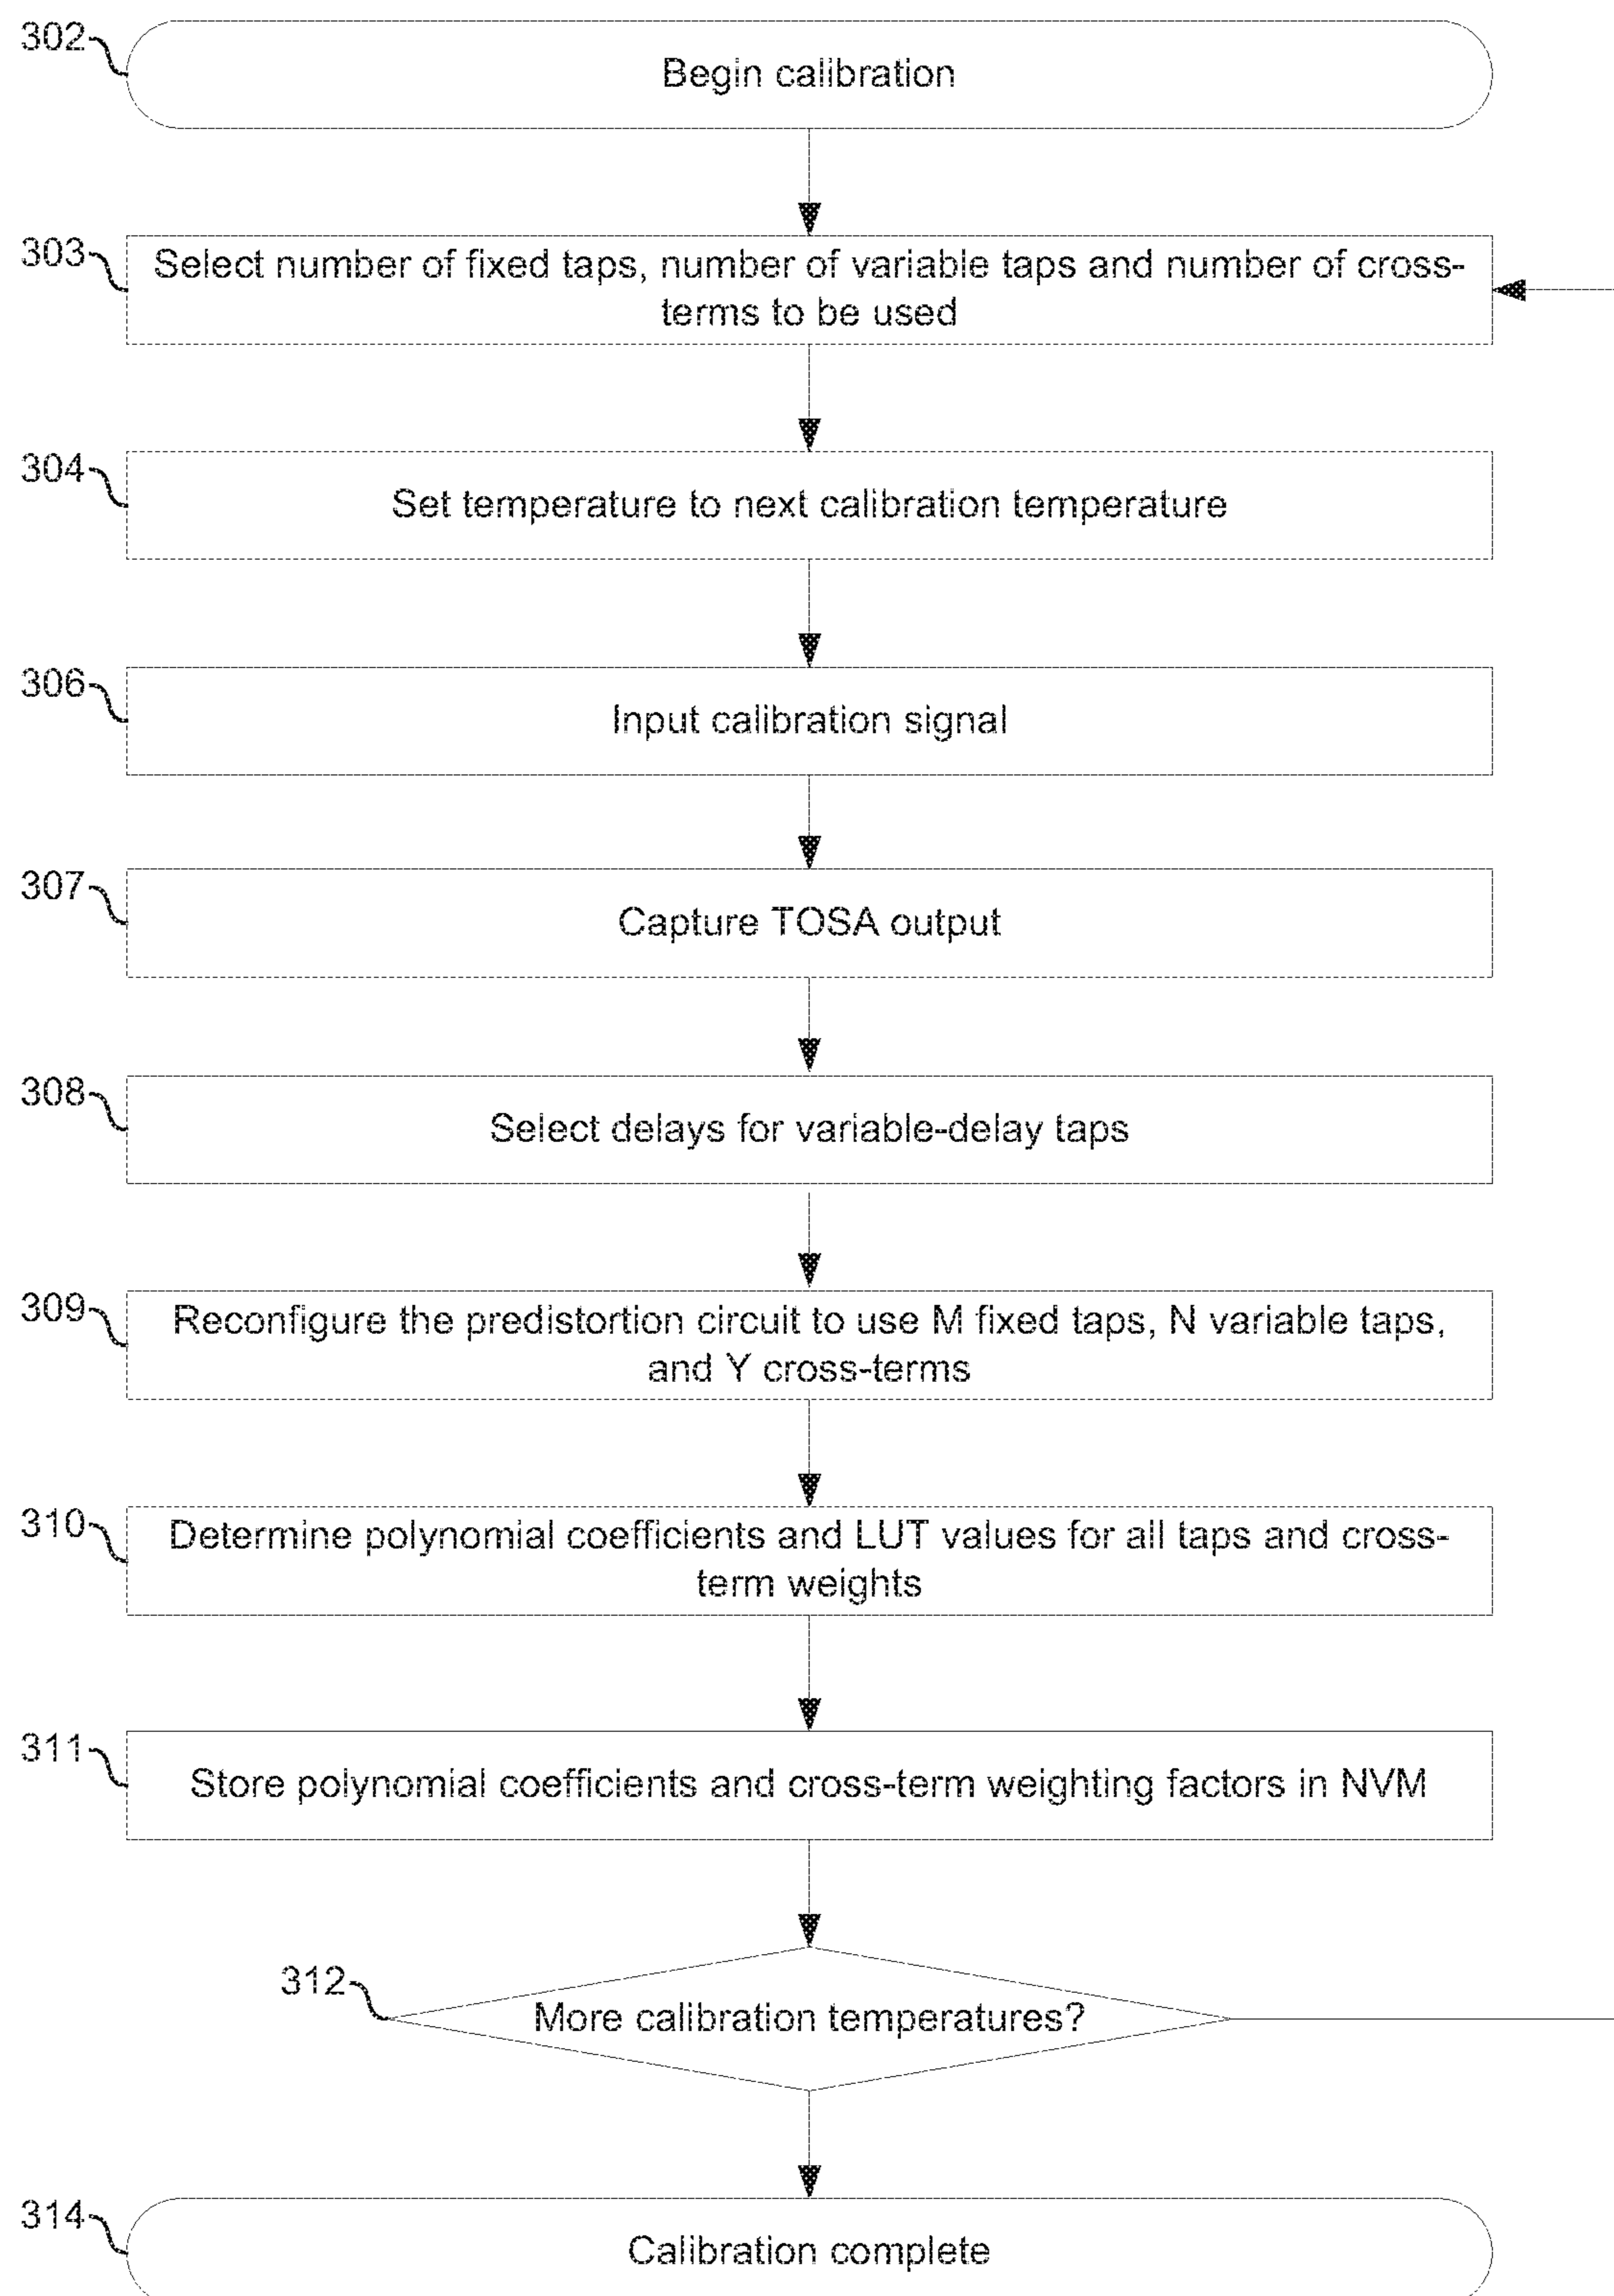 302
Begin calibration
303
Select number of fixed taps, number of variable taps and number of cross-
terms to be used
304
Set temperature to next calibration temperature
306
Input calibration signal
307
Capture TOSA output
308
Select delays for variable-delay taps
309
Reconfigure the predistortion circuit to use M fixed taps, N variable taps,
and Y cross-terms
310
Determine polynomial coefficients and LUT values for all taps and cross-
term weights
311
Store polynomial coefficients and cross-term weighting factors in NVM
312
More calibration temperatures?
314
Calibration complete